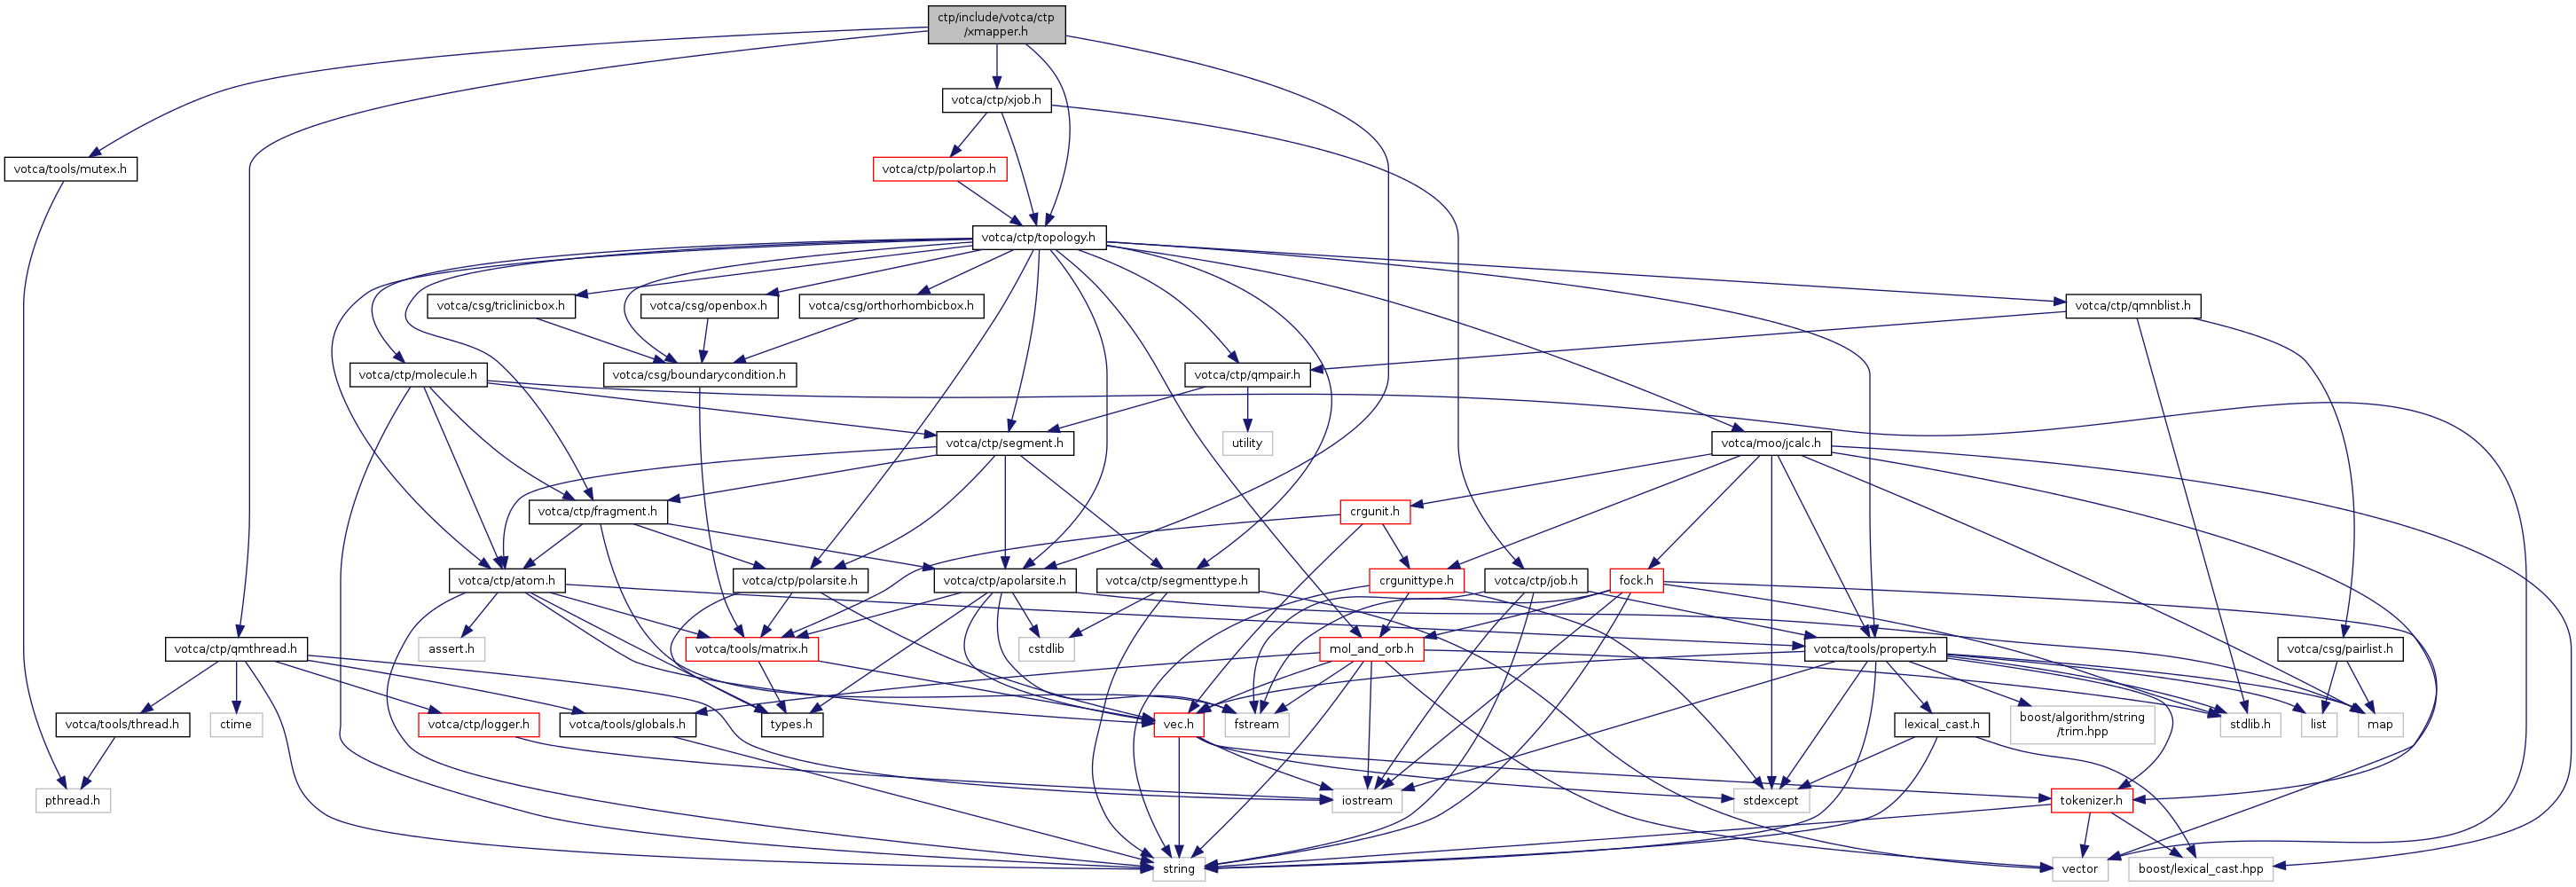 ctp/include/votca/ctp
/xmapper.h
votca/ctp/xjob.h
votca/tools/mutex.h
votca/ctp/polartop.h
votca/ctp/topology.h
votca/csg/triclinicbox.h
votca/csg/openbox.h
votca/csg/orthorhombicbox.h
votca/ctp/qmnblist.h
votca/ctp/molecule.h
votca/csg/boundarycondition.h
votca/ctp/qmpair.h
votca/ctp/segment.h
utility
votca/moo/jcalc.h
votca/ctp/fragment.h
crgunit.h
votca/ctp/atom.h
votca/ctp/polarsite.h
votca/ctp/apolarsite.h
votca/ctp/segmenttype.h
crgunittype.h
votca/ctp/job.h
fock.h
votca/ctp/qmthread.h
assert.h
votca/tools/matrix.h
cstdlib
mol_and_orb.h
votca/tools/property.h
votca/csg/pairlist.h
votca/tools/thread.h
ctime
votca/ctp/logger.h
votca/tools/globals.h
types.h
vec.h
fstream
lexical_cast.h
boost/algorithm/string
/trim.hpp
stdlib.h
list
map
pthread.h
iostream
stdexcept
tokenizer.h
string
vector
boost/lexical_cast.hpp